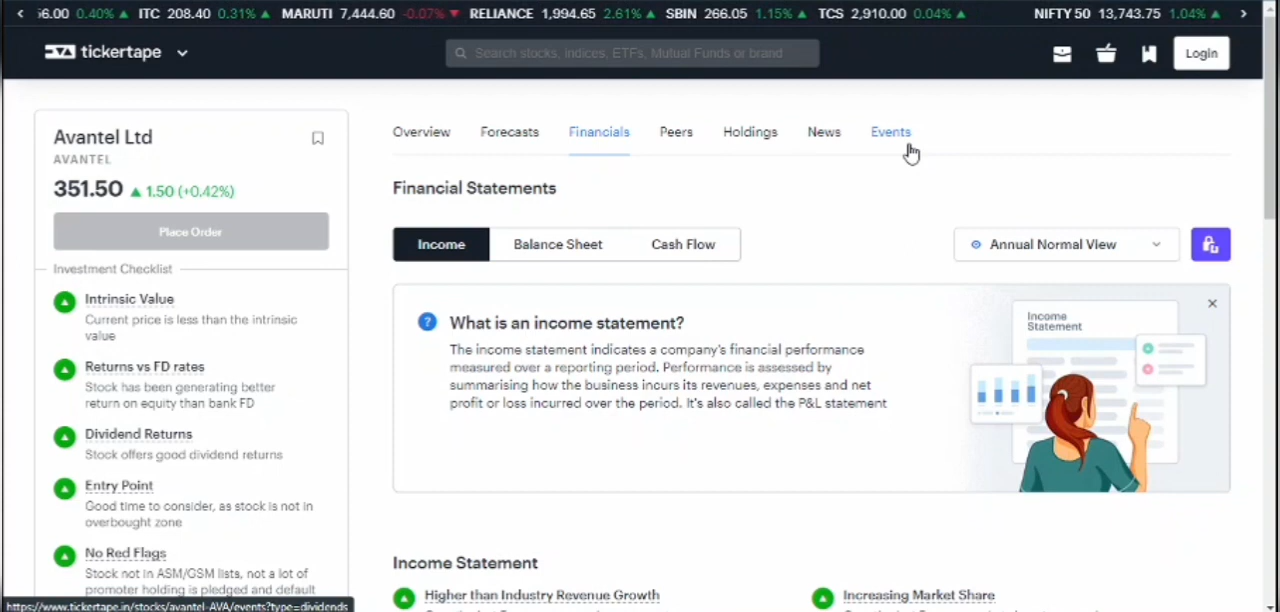 56.00 0.40% ▲ ITC 208.40 0.31% ▲ MARUTI 7,444.60 -0.07% ▼ RELIANCE 1,994.65 2.61% ▲ SBIN 266.05 1.15% ▲ TCS 2,910.00 0.04% ▲ NIFTY 50 13,743.75 1.04% ▲
tickertape
Search stocks, indices, ETFs, Mutual Funds or brand
Login
Avantel Ltd
AVANTEL
351.50 ▲ 1.50 (+0.42%)
Place Order
Investment Checklist
Intrinsic Value
Current price is less than the intrinsic
value
Returns vs FD rates
Stock has been generating better
return on equity than bank FD
Dividend Returns
Stock offers good dividend returns
Entry Point
Good time to consider, as stock is not in
overbought zone
No Red Flags
Stock not in ASM/GSM lists, not a lot of
promoter holding is pledged and default
Overview Forecasts Financials Peers Holdings News Events
Financial Statements
Income Balance Sheet Cash Flow Annual Normal View
What is an income statement?
The income statement indicates a company's financial performance
measured over a reporting period. Performance is assessed by
summarising how the business incurs its revenues, expenses and net
profit or loss incurred over the period. It's also called the P&L statement
Income
Statement
Income Statement
Higher than Industry Revenue Growth
Increasing Market Share
https://www.tickertape.in/stocks/avantel-AVA/events?type=dividends